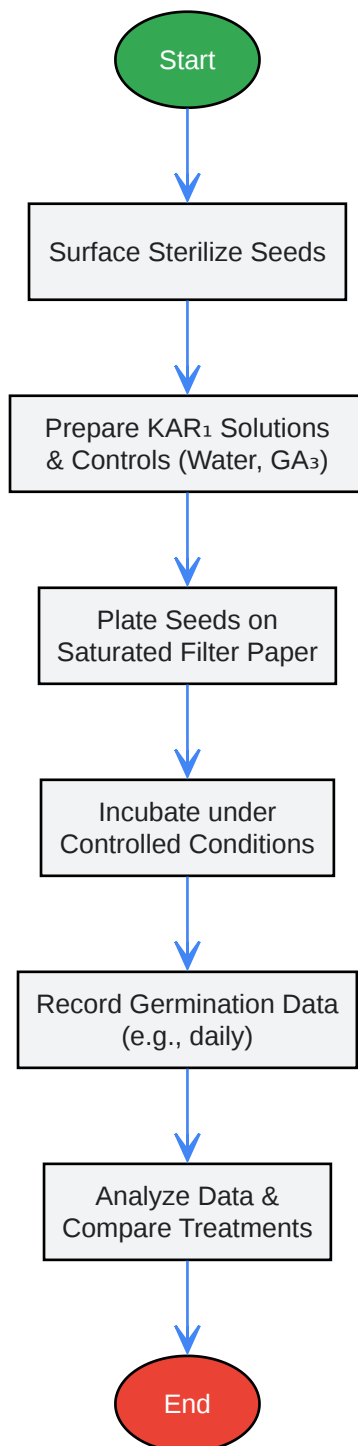 Start
Surface Sterilize Seeds
Prepare KAR₁ Solutions
& Controls (Water, GA₃)
Plate Seeds on
Saturated Filter Paper
Incubate under
Controlled Conditions
Record Germination Data
(e.g., daily)
Analyze Data &
Compare Treatments
End